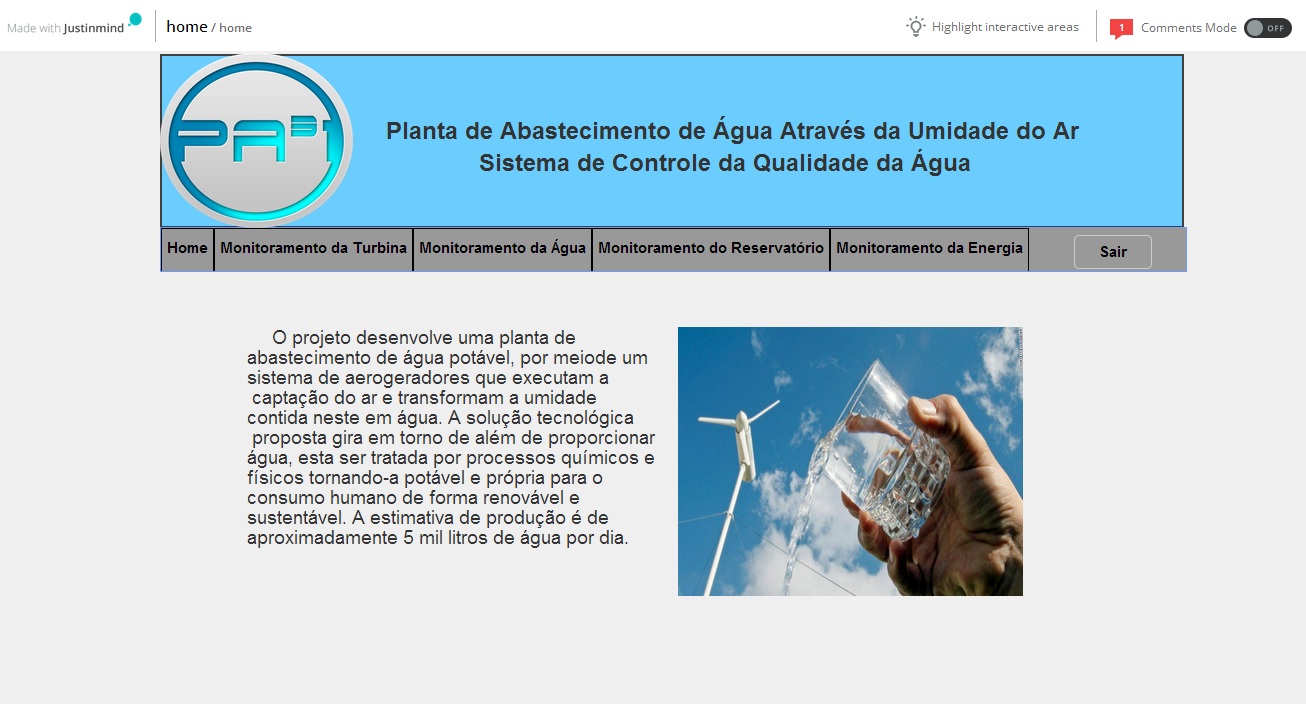 Made with Justinmind
home / home
Highlight interactive areas
1
Comments Mode
OFF
PA31
Planta de Abastecimento de Água Através da Umidade do Ar
Sistema de Controle da Qualidade da Água
Home
Monitoramento da Turbina
Monitoramento da Água
Monitoramento do Reservatório
Monitoramento da Energia
Sair
O projeto desenvolve uma planta de
abastecimento de água potável, por meiode um
sistema de aerogeradores que executam a
captação do ar e transformam a umidade
contida neste em água. A solução tecnológica
proposta gira em torno de além de proporcionar
água, esta ser tratada por processos químicos e
físicos tornando-a potável e própria para o
consumo humano de forma renovável e
sustentável. A estimativa de produção é de
aproximadamente 5 mil litros de água por dia.